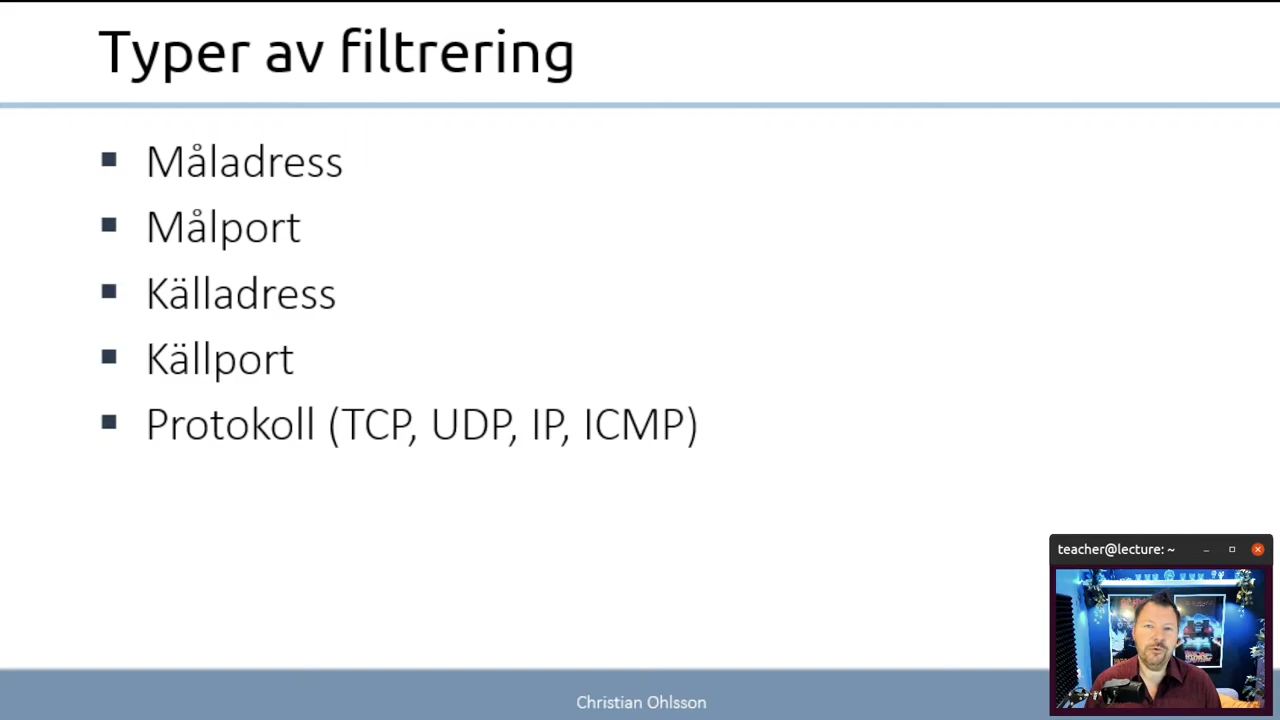 Typer av filtrering
Måladress
Målport
Källadress
Källport
Protokoll (TCP, UDP, IP, ICMP)
teacher@lecture: ~
Christian Ohlsson